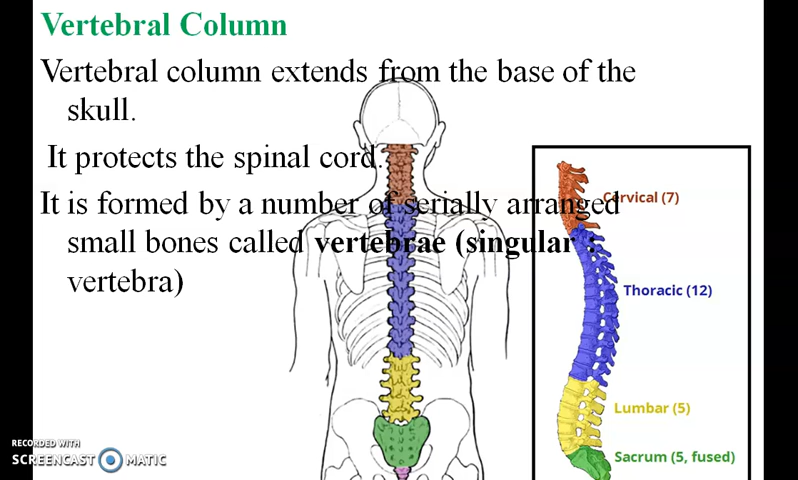 Vertebral Column
Vertebral column extends from the base of the
skull.
It protects the spinal cord.
It is formed by a number of serially arranged
small bones called vertebrae (singular :
vertebra)
Cervical (7)
Thoracic (12)
Lumbar (5)
Sacrum (5, fused)
RECORDED WITH
SCREENCAST MATIC